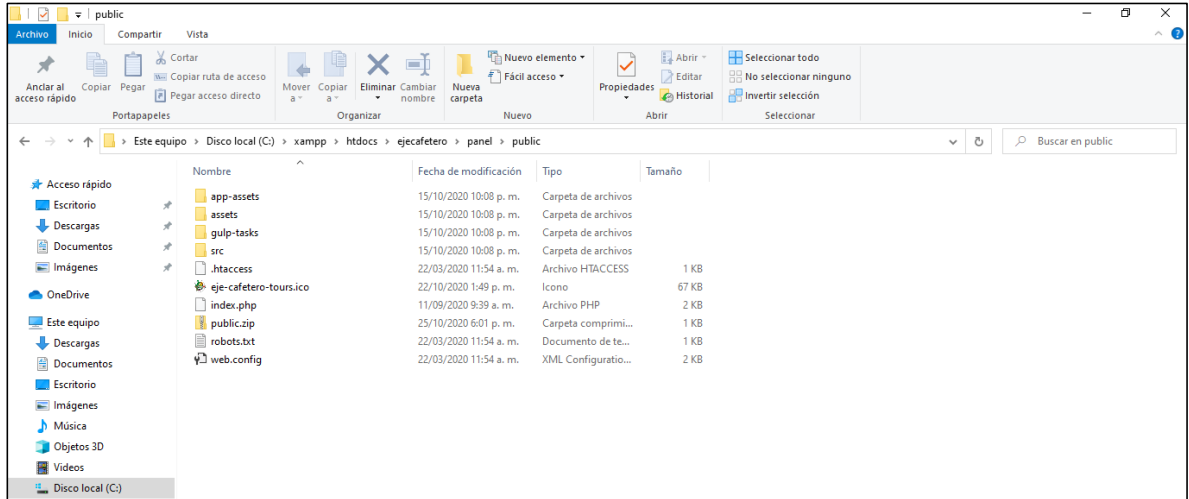 public
Archivo Inicio Compartir Vista
Anclar al acceso rápido
Copiar
Pegar
Cortar
Copiar ruta de acceso
Pegar acceso directo
Portapapeles
Mover a
Copiar a
Eliminar
Cambiar nombre
Organizar
Nueva carpeta
Nuevo elemento
Fácil acceso
Nuevo
Propiedades
Abrir
Editar
Historial
Abrir
Seleccionar todo
No seleccionar ninguno
Invertir selección
Seleccionar
Este equipo > Disco local (C:) > xampp > htdocs > ejecafetero > panel > public
Buscar en public
Acceso rápido
Escritorio
Descargas
Documentos
Imágenes
OneDrive
Este equipo
Descargas
Documentos
Escritorio
Imágenes
Música
Objetos 3D
Videos
Disco local (C:)
Nombre Fecha de modificación Tipo Tamaño
app-assets 15/10/2020 10:08 p. m. Carpeta de archivos
assets 15/10/2020 10:08 p. m. Carpeta de archivos
gulp-tasks 15/10/2020 10:08 p. m. Carpeta de archivos
src 15/10/2020 10:08 p. m. Carpeta de archivos
.htaccess 22/03/2020 11:54 a. m. Archivo HTACCESS 1 KB
eje-cafetero-tours.ico 22/10/2020 1:49 p. m. Icono 67 KB
index.php 11/09/2020 9:39 a. m. Archivo PHP 2 KB
public.zip 25/10/2020 6:01 p. m. Carpeta comprimi... 1 KB
robots.txt 22/03/2020 11:54 a. m. Documento de te... 1 KB
web.config 22/03/2020 11:54 a. m. XML Configuratio... 2 KB